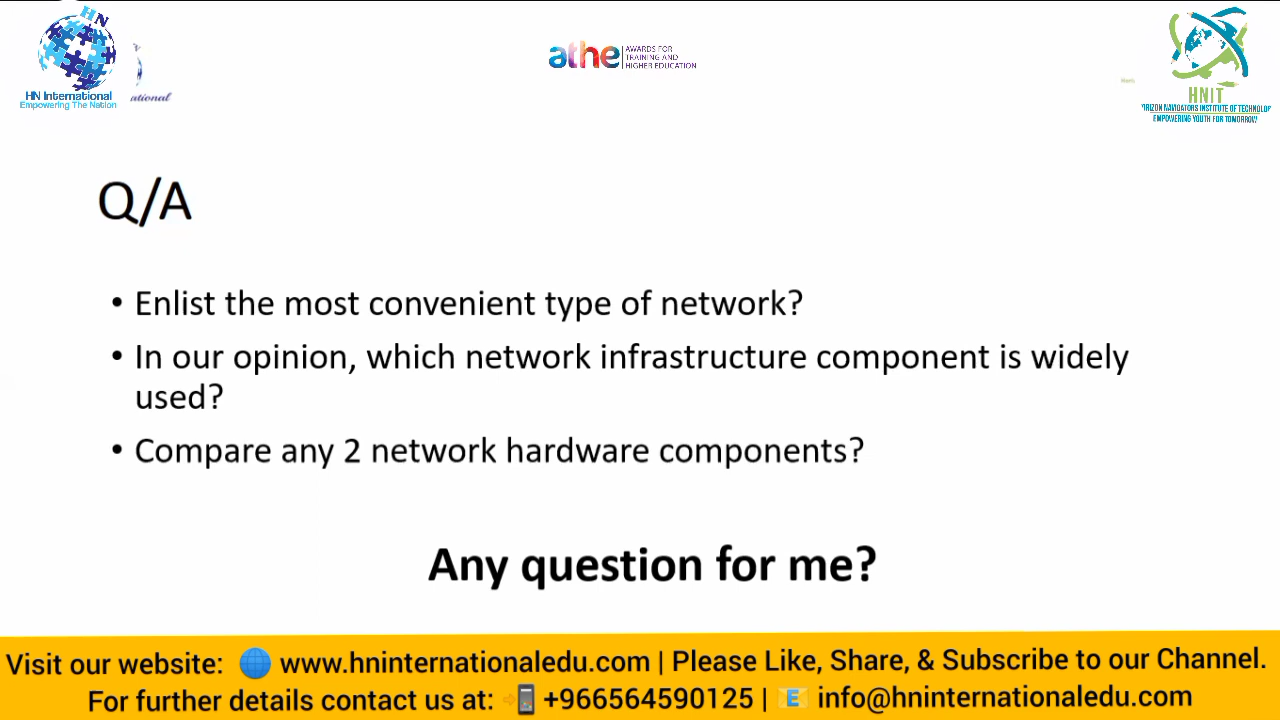 HN
HN International
Empowering The Nation
ational
athe AWARDS FOR
TRAINING AND
HIGHER EDUCATION
HNIT
RIZON NAVIGATORS INSTITUTE OF TECHNOLOG
EMPOWERING YOUTH FOR TOMORROW
Q/A
• Enlist the most convenient type of network?
• In our opinion, which network infrastructure component is widely
used?
• Compare any 2 network hardware components?
Any question for me?
Visit our website: www.hninternationaledu.com | Please Like, Share, & Subscribe to our Channel.
For further details contact us at: +966564590125 | info@hninternationaledu.com